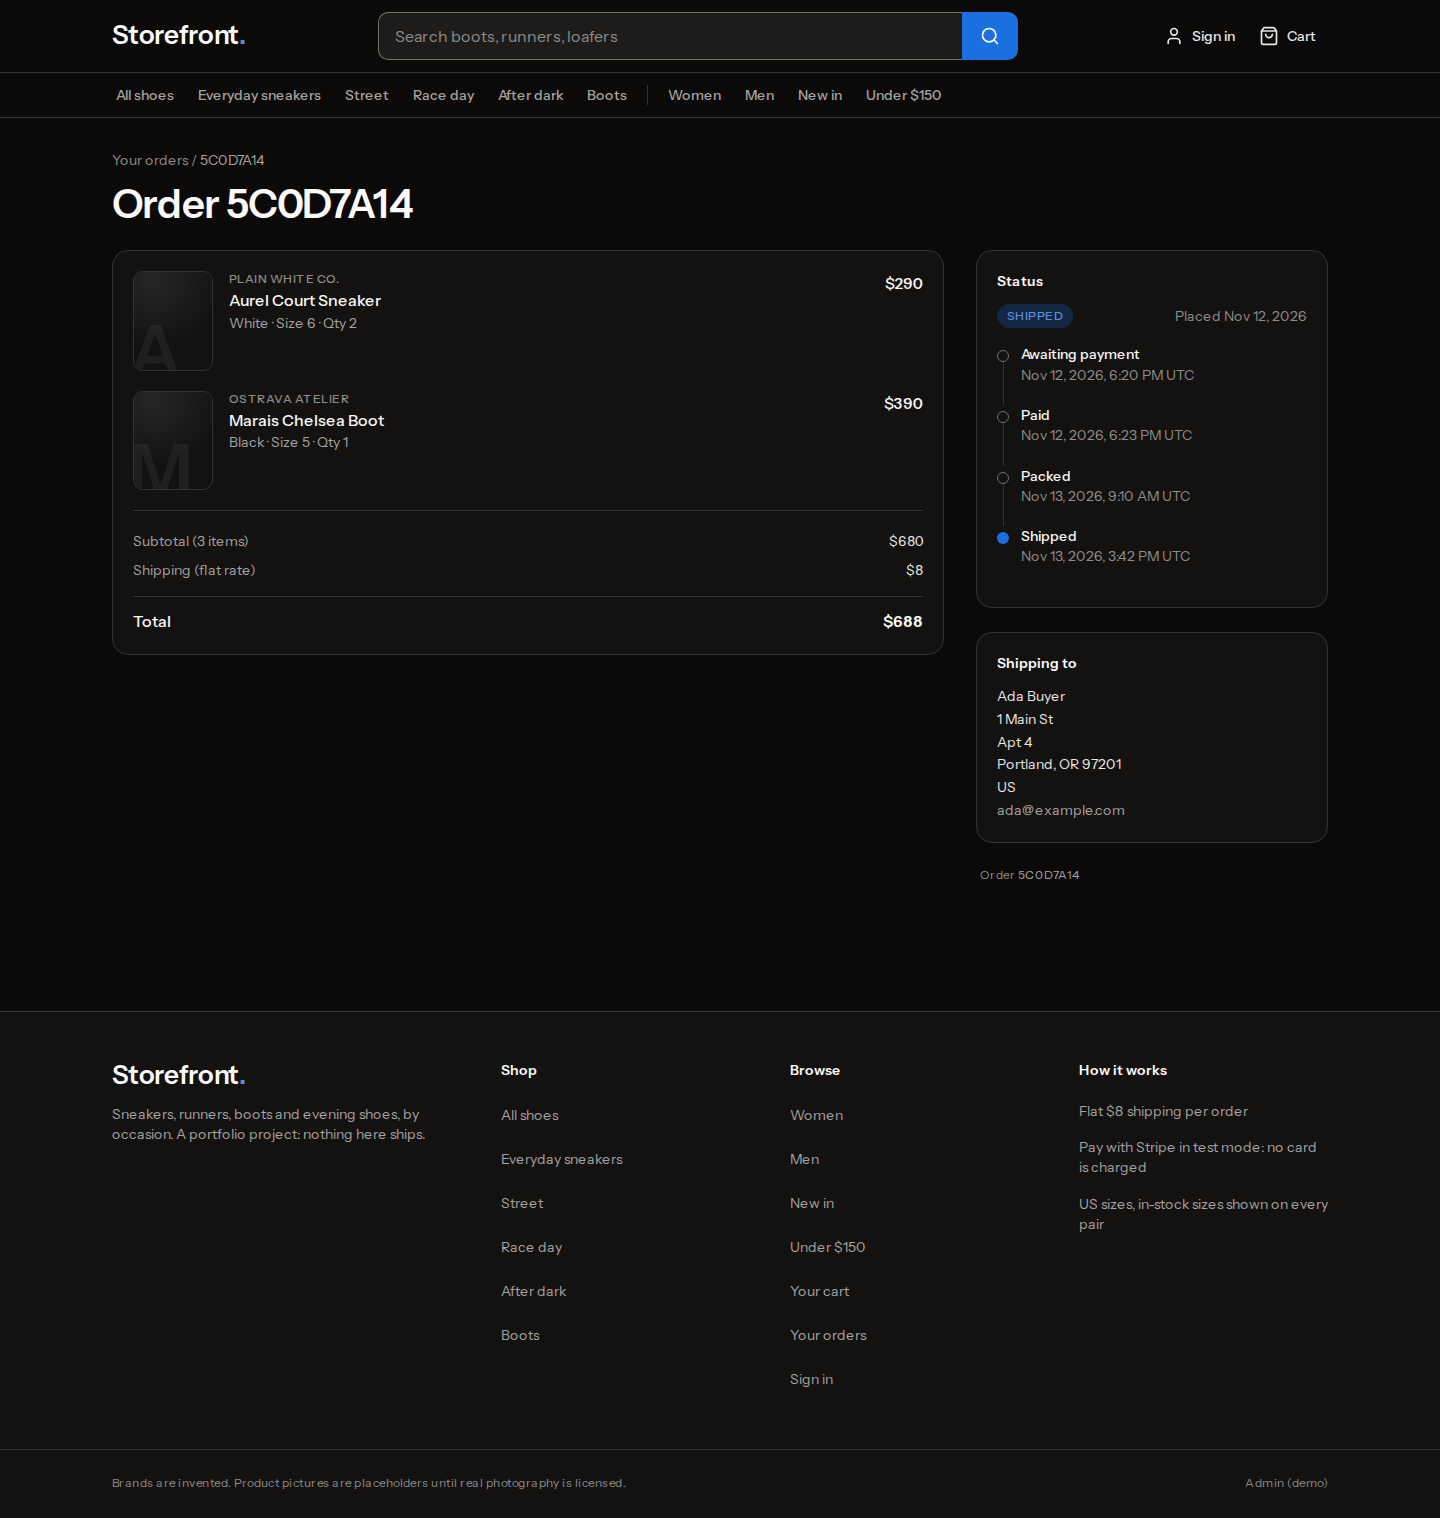 Storefront.
Search boots, runners, loafers
Sign in
Cart
All shoes
Everyday sneakers
Street
Race day
After dark
Boots
Women
Men
New in
Under $150
Your orders / 5C0D7A14
Order 5C0D7A14
A
PLAIN WHITE CO.
Aurel Court Sneaker
White · Size 6 · Qty 2
$290
M
OSTRAVA ATELIER
Marais Chelsea Boot
Black · Size 5 · Qty 1
$390
Subtotal (3 items)
$680
Shipping (flat rate)
$8
Total
$688
Status
SHIPPED
Placed Nov 12, 2026
Awaiting payment
Nov 12, 2026, 6:20 PM UTC
Paid
Nov 12, 2026, 6:23 PM UTC
Packed
Nov 13, 2026, 9:10 AM UTC
Shipped
Nov 13, 2026, 3:42 PM UTC
Shipping to
Ada Buyer
1 Main St
Apt 4
Portland, OR 97201
US
ada@example.com
Order 5C0D7A14
Storefront.
Sneakers, runners, boots and evening shoes, by
occasion. A portfolio project: nothing here ships.
Shop
All shoes
Everyday sneakers
Street
Race day
After dark
Boots
Browse
Women
Men
New in
Under $150
Your cart
Your orders
Sign in
How it works
Flat $8 shipping per order
Pay with Stripe in test mode: no card
is charged
US sizes, in-stock sizes shown on every
pair
Brands are invented. Product pictures are placeholders until real photography is licensed.
Admin (demo)